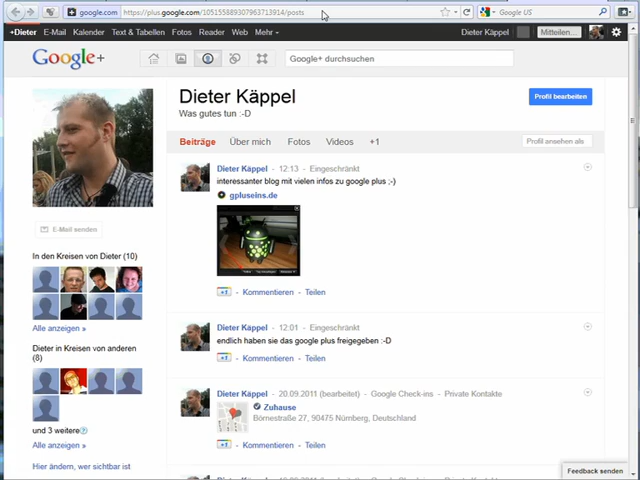 google.com https://plus.google.com/105155889307963713914/posts
Google US
+Dieter E-Mail Kalender Text & Tabellen Fotos Reader Web Mehr Dieter Käppel Mitteilen...
Google+
Google+ durchsuchen
Dieter Käppel
Was gutes tun :-D
Profil bearbeiten
Beiträge Über mich Fotos Videos +1
Profil ansehen als
Dieter Käppel - 12:13 - Eingeschränkt
interessanter blog mit vielen infos zu google plus ;-)
gpluseins.de
+1 - Kommentieren - Teilen
E-Mail senden
In den Kreisen von Dieter (10)
Alle anzeigen »
Dieter Käppel - 12:01 - Eingeschränkt
endlich haben sie das google plus freigegeben :-D
+1 - Kommentieren - Teilen
Dieter in Kreisen von anderen
(8)
und 3 weitere
Alle anzeigen »
Hier ändern, wer sichtbar ist
Dieter Käppel - 20.09.2011 (bearbeitet) - Google Check-ins - Private Kontakte
Zuhause
Börnestraße 27, 90475 Nürnberg, Deutschland
+1 - Kommentieren - Teilen
Feedback senden